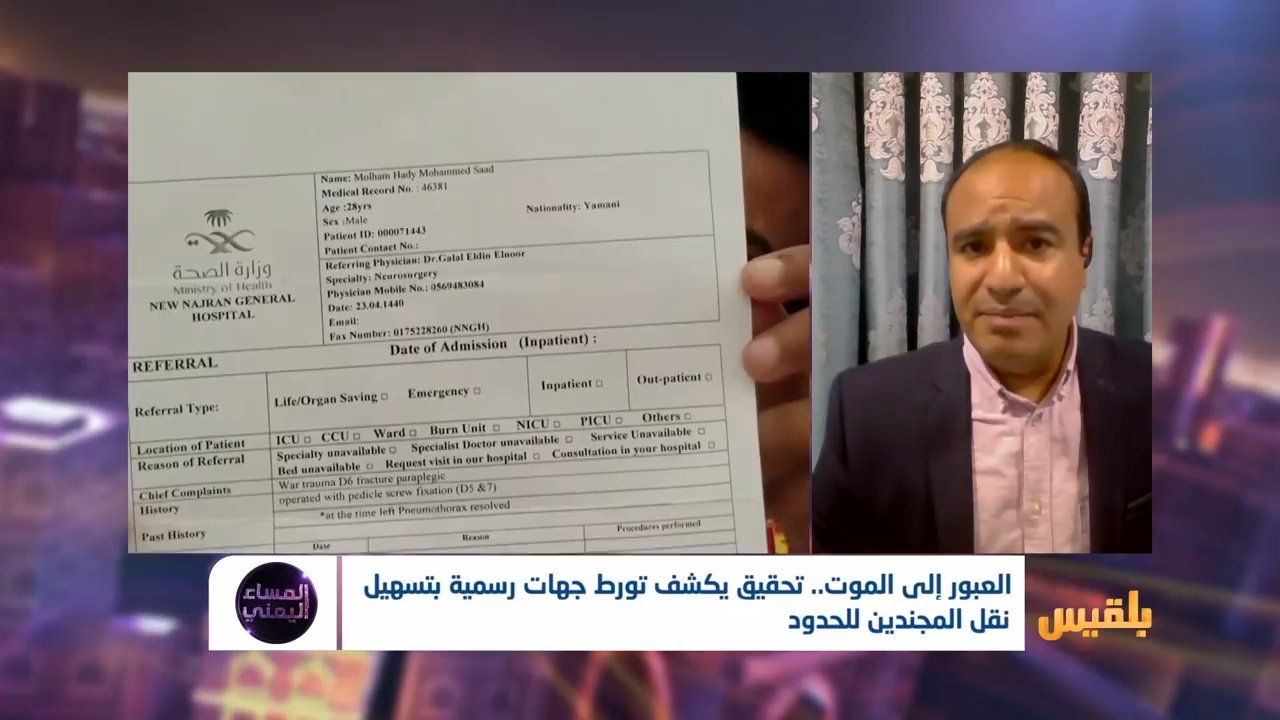 وزارة الصحة
Ministry of Health
NEW NAJRAN GENERAL
HOSPITAL
Name: Molham Hady Mohammed Saad
Medical Record No. : 46381
Age :28yrs
Nationality: Yamani
Sex :Male
Patient ID: 000071443
Patient Contact No.:
Referring Physician: Dr.Galal Eldin Elnoor
Specialty: Neurosurgery
Physician Mobile No.: 0569483084
Date: 23.04.1440
Email:
Fax Number: 0175228260 (NNGH)
REFERRAL
Date of Admission (Inpatient) :
Referral Type:
Life/Organ Saving □ Emergency □
Inpatient □
Out-patient □
Location of Patient
ICU □ CCU □ Ward □ Burn Unit □ NICU □ PICU □ Others □
Reason of Referral
Specialty unavailable □ Specialist Doctor unavailable □ Service Unavailable □
Bed unavailable □ Request visit in our hospital □ Consultation in your hospital □
Chief Complaints
War trauma D6 fracture paraplegic
History
operated with pedicle screw fixation (D5 &7)
*at the time left Pneumothorax resolved
Past History
Date
Reason
Procedures performed
العبور إلى الموت.. تحقيق يكشف تورط جهات رسمية بتسهيل
نقل المجندين للحدود
المساء
اليمني
بلقيس